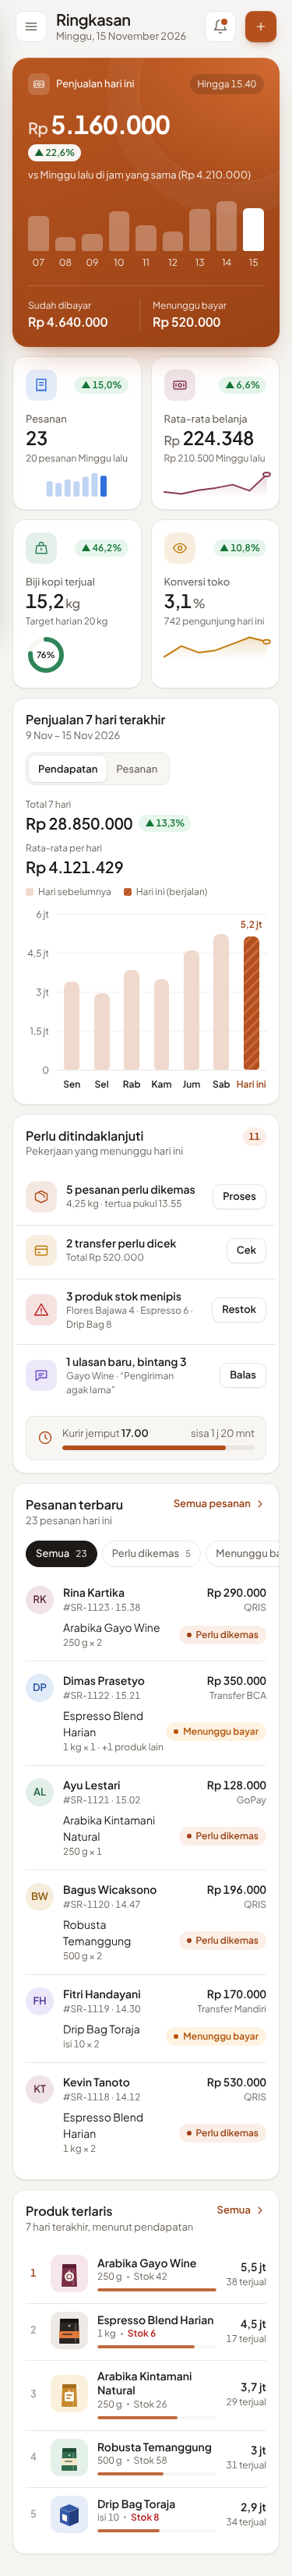 Ringkasan
Minggu, 15 November 2026
Penjualan hari ini
Hingga 15.40
Rp 5.160.000
▲ 22,6%
vs Minggu lalu di jam yang sama (Rp 4.210.000)
07 08 09 10 11 12 13 14 15
Sudah dibayar
Rp 4.640.000
Menunggu bayar
Rp 520.000
▲ 15,0%
Pesanan
23
20 pesanan Minggu lalu
▲ 6,6%
Rata-rata belanja
Rp 224.348
Rp 210.500 Minggu lalu
▲ 46,2%
Biji kopi terjual
15,2 kg
Target harian 20 kg
76%
▲ 10,8%
Konversi toko
3,1 %
742 pengunjung hari ini
Penjualan 7 hari terakhir
9 Nov – 15 Nov 2026
Pendapatan Pesanan
Total 7 hari
Rp 28.850.000 ▲ 13,3%
Rata-rata per hari
Rp 4.121.429
Hari sebelumnya Hari ini (berjalan)
6 jt
5,2 jt
4,5 jt
3 jt
1,5 jt
0
Sen Sel Rab Kam Jum Sab Hari ini
Perlu ditindaklanjuti
11
Pekerjaan yang menunggu hari ini
5 pesanan perlu dikemas
4,25 kg · tertua pukul 13.55
Proses
2 transfer perlu dicek
Total Rp 520.000
Cek
3 produk stok menipis
Flores Bajawa 4 · Espresso 6 ·
Drip Bag 8
Restok
1 ulasan baru, bintang 3
Gayo Wine · "Pengiriman
agak lama"
Balas
Kurir jemput 17.00 sisa 1 j 20 mnt
Pesanan terbaru
Semua pesanan
23 pesanan hari ini
Semua 23 Perlu dikemas 5 Menunggu ba
RK
Rina Kartika
Rp 290.000
#SR-1123 · 15.38
QRIS
Arabika Gayo Wine
250 g × 2
Perlu dikemas
DP
Dimas Prasetyo
Rp 350.000
#SR-1122 · 15.21
Transfer BCA
Espresso Blend
Harian
1 kg × 1 · +1 produk lain
Menunggu bayar
AL
Ayu Lestari
Rp 128.000
#SR-1121 · 15.02
GoPay
Arabika Kintamani
Natural
250 g × 1
Perlu dikemas
BW
Bagus Wicaksono
Rp 196.000
#SR-1120 · 14.47
QRIS
Robusta
Temanggung
500 g × 2
Perlu dikemas
FH
Fitri Handayani
Rp 170.000
#SR-1119 · 14.30
Transfer Mandiri
Drip Bag Toraja
isi 10 × 2
Menunggu bayar
KT
Kevin Tanoto
Rp 530.000
#SR-1118 · 14.12
QRIS
Espresso Blend
Harian
1 kg × 2
Perlu dikemas
Produk terlaris
Semua
7 hari terakhir, menurut pendapatan
1
Arabika Gayo Wine
250 g • Stok 42
5,5 jt
38 terjual
2
Espresso Blend Harian
1 kg • Stok 6
4,5 jt
17 terjual
3
Arabika Kintamani
Natural
250 g • Stok 26
3,7 jt
29 terjual
4
Robusta Temanggung
500 g • Stok 58
3 jt
31 terjual
5
Drip Bag Toraja
isi 10 • Stok 8
2,9 jt
34 terjual